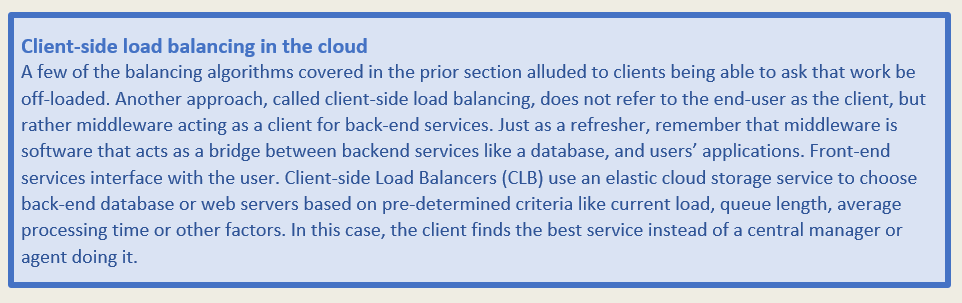 Client-side load balancing in the cloud
A few of the balancing algorithms covered in the prior section alluded to clients being able to ask that work be
off-loaded. Another approach, called client-side load balancing, does not refer to the end-user as the client, but
rather middleware acting as a client for back-end services. Just as a refresher, remember that middleware is
software that acts as a bridge between backend services like a database, and users’ applications. Front-end
services interface with the user. Client-side Load Balancers (CLB) use an elastic cloud storage service to choose
back-end database or web servers based on pre-determined criteria like current load, queue length, average
processing time or other factors. In this case, the client finds the best service instead of a central manager or
agent doing it.